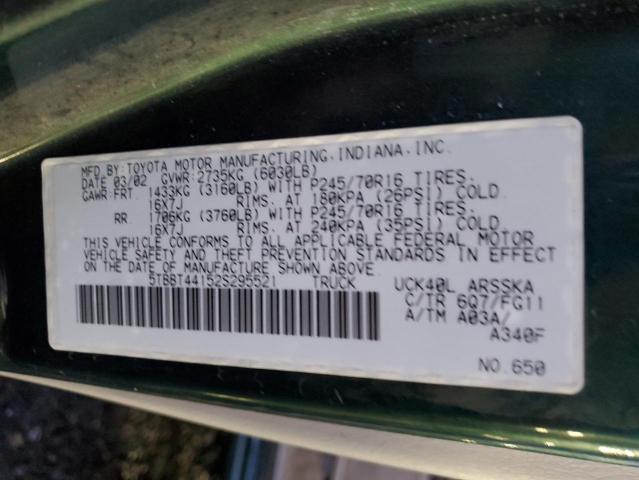 MFD.BY:TOYOTA MOTOR MANUFACTURING.INDIANA.INC.
DATE 03/02 GVWR 2735KG (6030LB)
GAWR:FRT 1433KG (3160LB) WITH P245/70R16 TIRES.
16X7J RIMS. AT 180KPA (26PSI) COLD.
RR 1706KG (3760LB) WITH P245/70R16 TIRES.
16X7J RIMS. AT 240KPA (35PSI) COLD.
THIS VEHICLE CONFORMS TO ALL APPLICABLE FEDERAL MOTOR
VEHICLE SAFETY AND THEFT PREVENTION STANDARDS IN EFFECT
ON THE DATE OF MANUFACTURE SHOWN ABOVE.
5TBBT44152S295521 TRUCK UCK40L ARSSKA
C/TR 6Q7/FG11
A/TM A03A/
A340F
NO.650